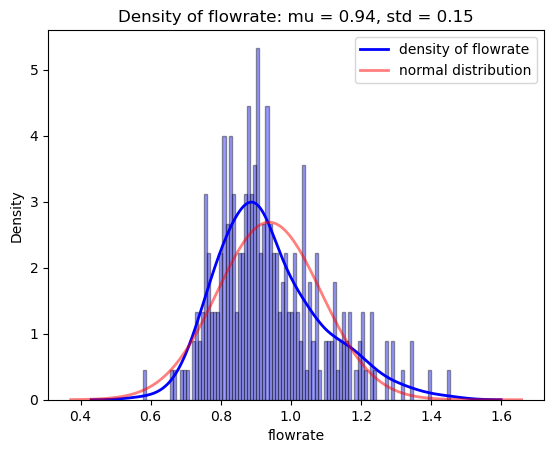 Density of flowrate: mu = 0.94, std = 0.15
density of flowrate
normal distribution
5
4
3
2
1
0
Density
0.4 0.6 0.8 1.0 1.2 1.4 1.6
flowrate